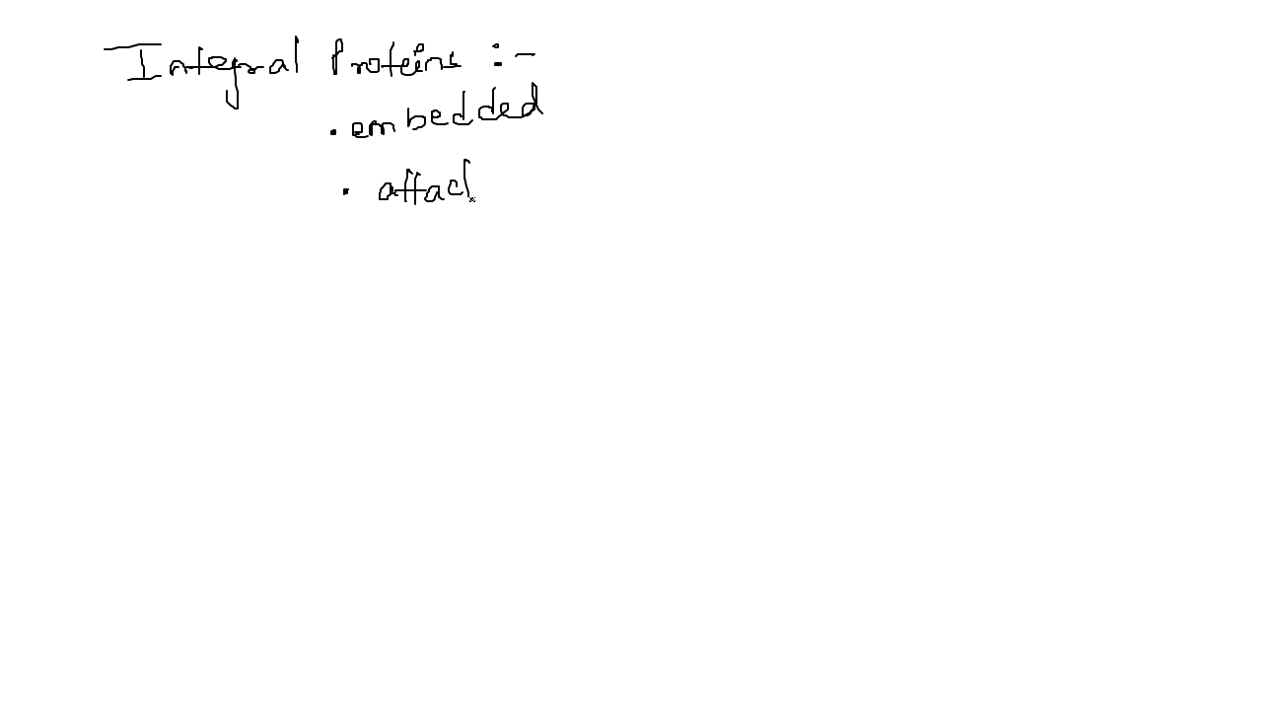 Integral Proteins :-
• embedded
• attach